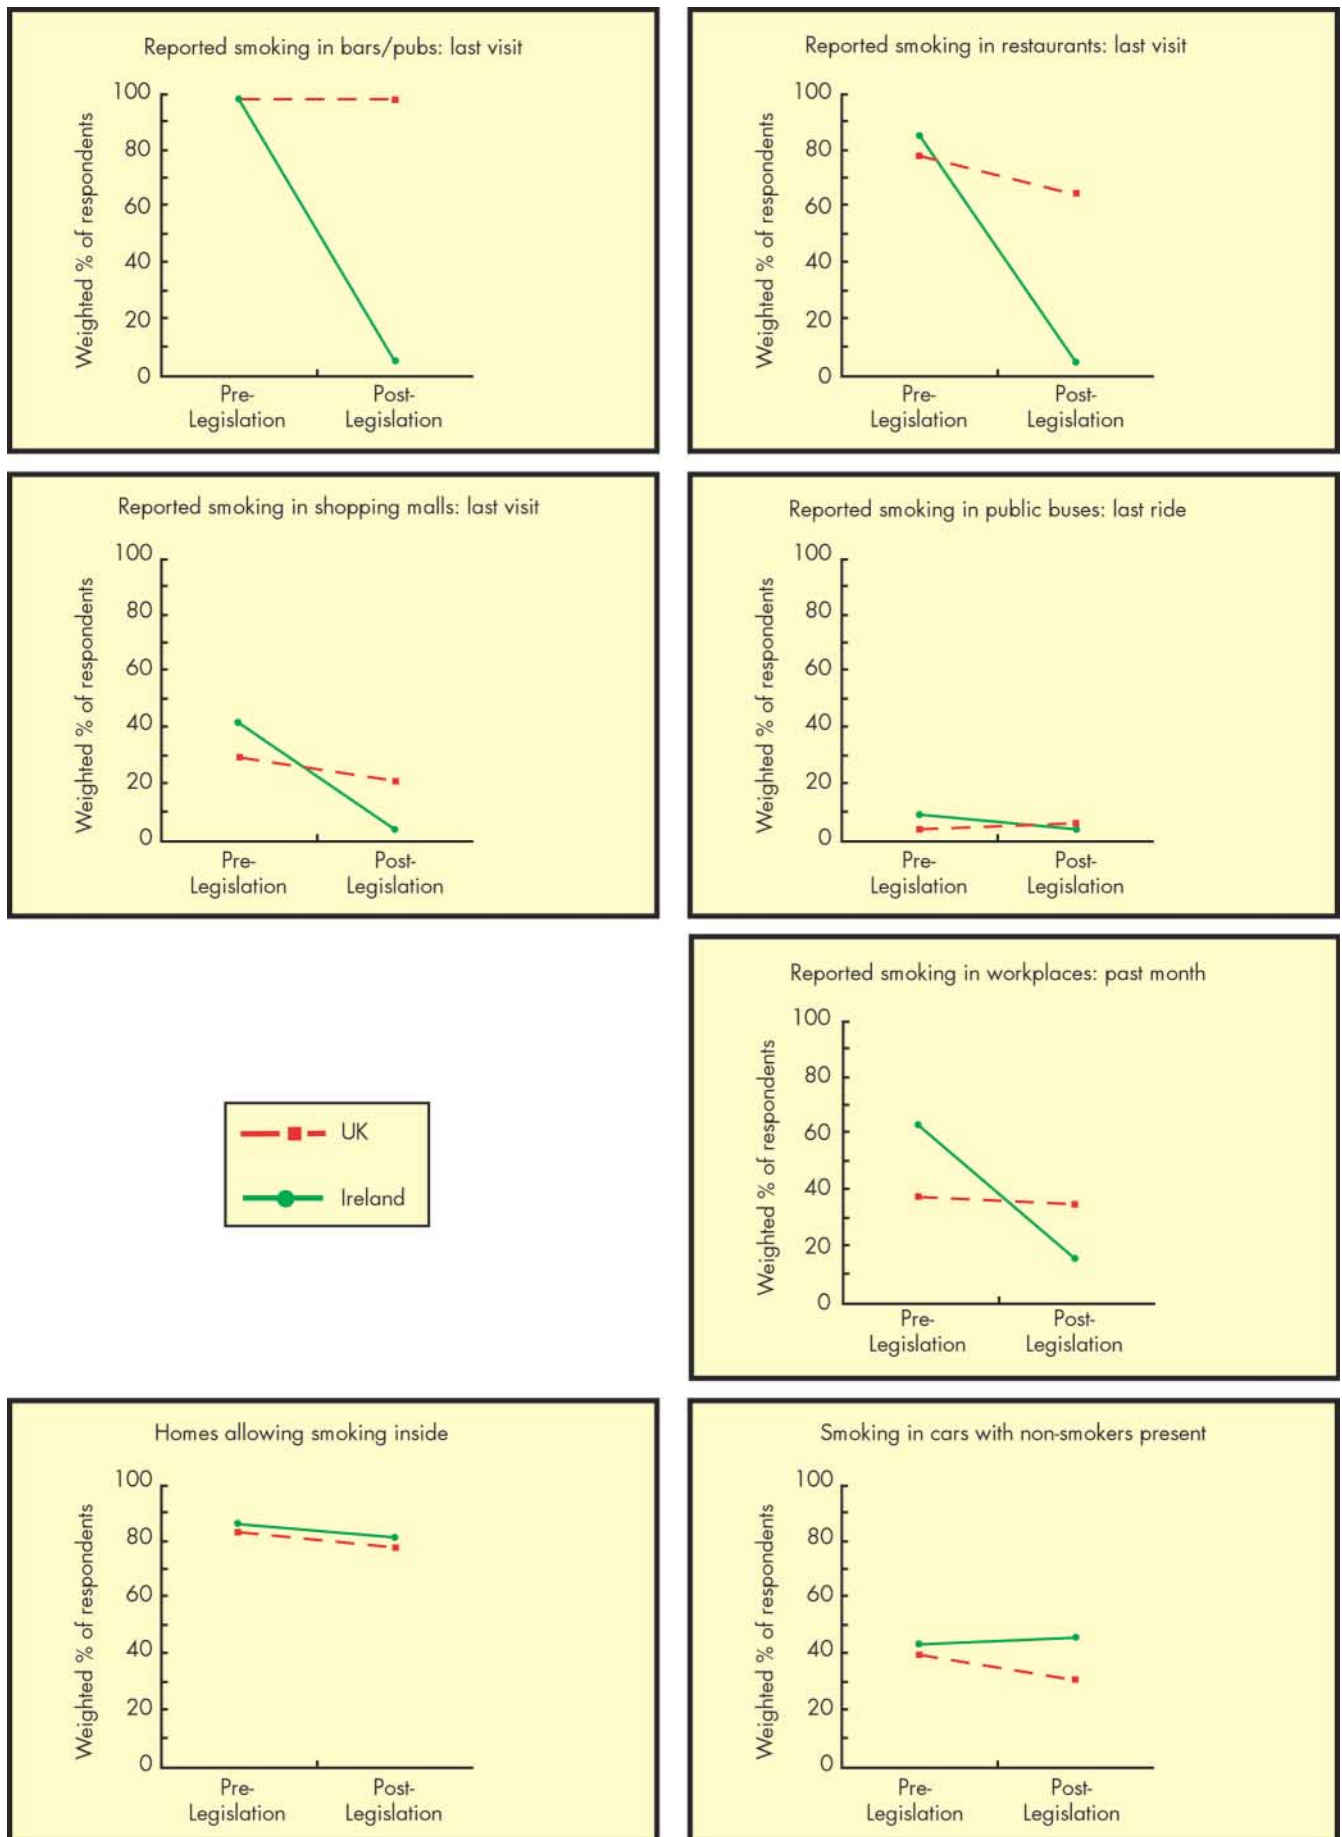 Reported smoking in bars/pubs: last visit
Weighted % of respondents
100
80
60
40
20
0
Pre-
Legislation
Post-
Legislation
Reported smoking in restaurants: last visit
Weighted % of respondents
100
80
60
40
20
0
Pre-
Legislation
Post-
Legislation
Reported smoking in shopping malls: last visit
Weighted % of respondents
100
80
60
40
20
0
Pre-
Legislation
Post-
Legislation
Reported smoking in public buses: last ride
Weighted % of respondents
100
80
60
40
20
0
Pre-
Legislation
Post-
Legislation
UK
Ireland
Reported smoking in workplaces: past month
Weighted % of respondents
100
80
60
40
20
0
Pre-
Legislation
Post-
Legislation
Homes allowing smoking inside
Weighted % of respondents
100
80
60
40
20
0
Pre-
Legislation
Post-
Legislation
Smoking in cars with non-smokers present
Weighted % of respondents
100
80
60
40
20
0
Pre-
Legislation
Post-
Legislation